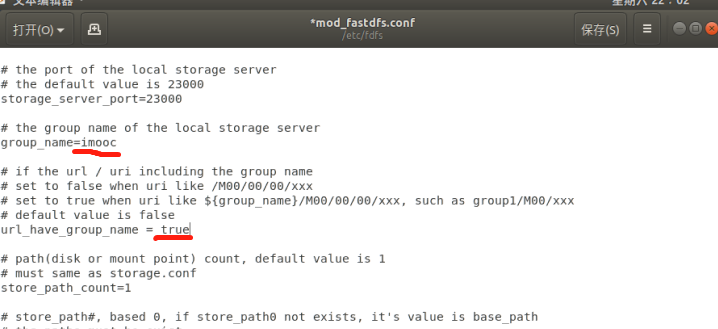 文本编辑器
星期六 22：02
打开(O)
*mod_fastdfs.conf
/etc/fdfs
保存(S)
# the port of the local storage server
# the default value is 23000
storage_server_port=23000
# the group name of the local storage server
group_name=imooc
# if the url / uri including the group name
# set to false when uri like /M00/00/00/xxx
# set to true when uri like ${group_name}/M00/00/00/xxx, such as group1/M00/xxx
# default value is false
url_have_group_name = true
# path(disk or mount point) count, default value is 1
# must same as storage.conf
store_path_count=1
# store_path#, based 0, if store_path0 not exists, it's value is base_path